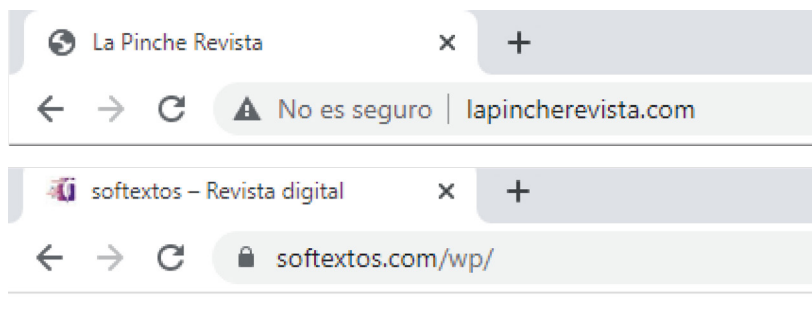 La Pinche Revista
No es seguro | lapincherevista.com
softextos – Revista digital
softextos.com/wp/